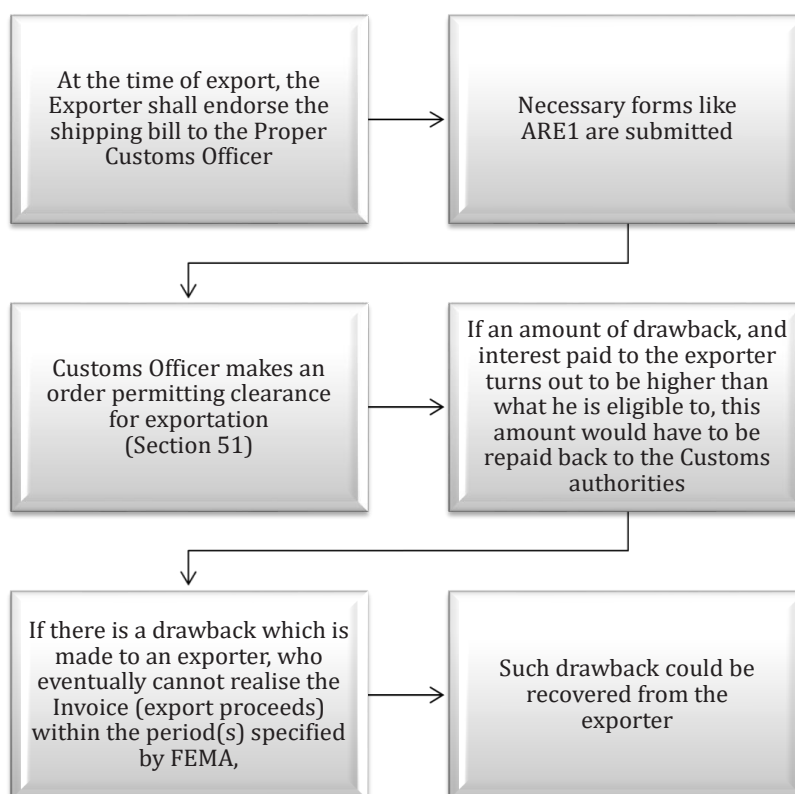 At the time of export, the
Exporter shall endorse the
shipping bill to the Proper
Customs Officer
Necessary forms like
ARE1 are submitted
Customs Officer makes an
order permitting clearance
for exportation
(Section 51)
If an amount of drawback, and
interest paid to the exporter
turns out to be higher than
what he is eligible to, this
amount would have to be
repaid back to the Customs
authorities
If there is a drawback which is
made to an exporter, who
eventually cannot realise the
Invoice (export proceeds)
within the period(s) specified
by FEMA,
Such drawback could be
recovered from the
exporter